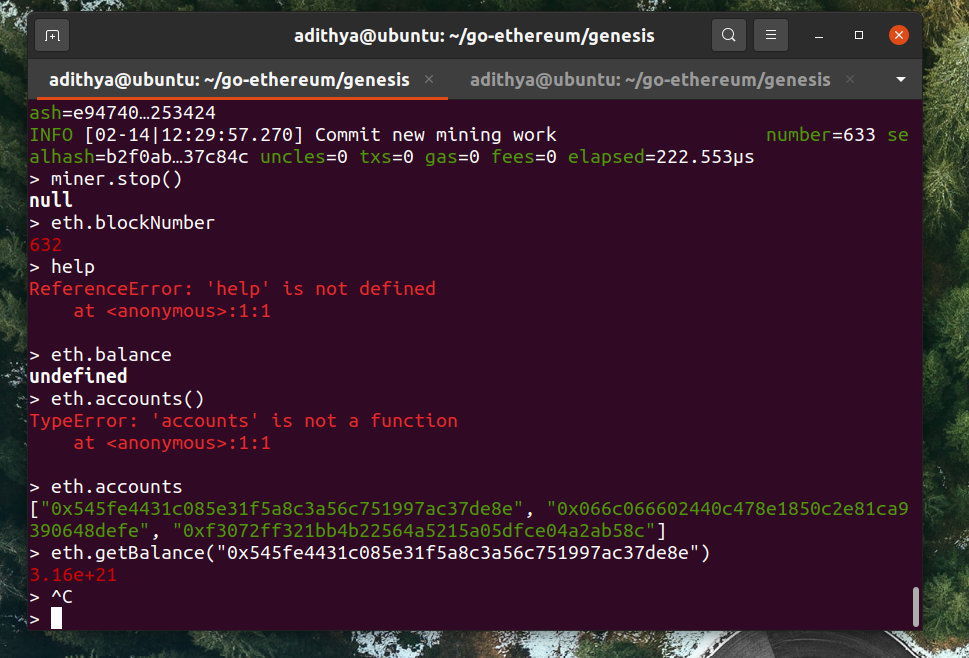 adithya@ubuntu: ~/go-ethereum/genesis
adithya@ubuntu: ~/go-ethereum/genesis × adithya@ubuntu: ~/go-ethereum/genesis ×
ash=e94740…253424
INFO [02-14|12:29:57.270] Commit new mining work number=633 se
alhash=b2f0ab…37c84c uncles=0 txs=0 gas=0 fees=0 elapsed=222.553µs
> miner.stop()
null
> eth.blockNumber
632
> help
ReferenceError: 'help' is not defined
at <anonymous>:1:1
> eth.balance
undefined
> eth.accounts()
TypeError: 'accounts' is not a function
at <anonymous>:1:1
> eth.accounts
["0x545fe4431c085e31f5a8c3a56c751997ac37de8e", "0x066c066602440c478e1850c2e81ca9
390648defe", "0xf3072ff321bb4b22564a5215a05dfce04a2ab58c"]
> eth.getBalance("0x545fe4431c085e31f5a8c3a56c751997ac37de8e")
3.16e+21
> ^C
>